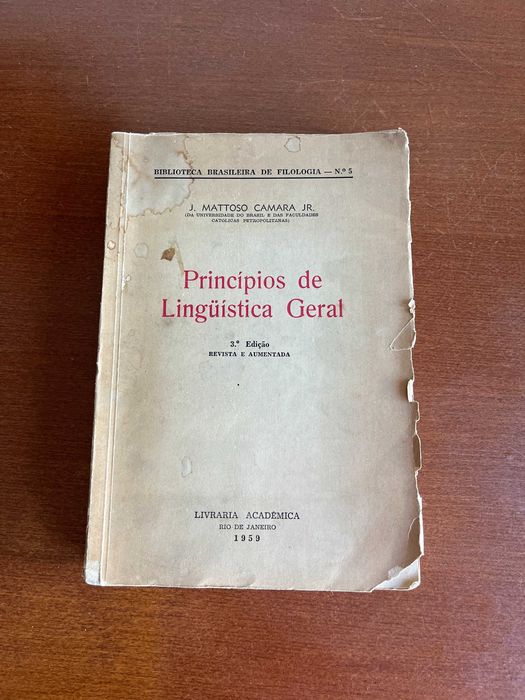 BIBLIOTECA BRASILEIRA DE FILOLOGIA — N.º 5
J. MATTOSO CAMARA JR.
(DA UNIVERSIDADE DO BRASIL E DAS FACULDADES
CATÓLICAS PETROPOLITANAS)
Princípios de
Lingüística Geral
3.ª Edição
REVISTA E AUMENTADA
LIVRARIA ACADÊMICA
RIO DE JANEIRO
1959